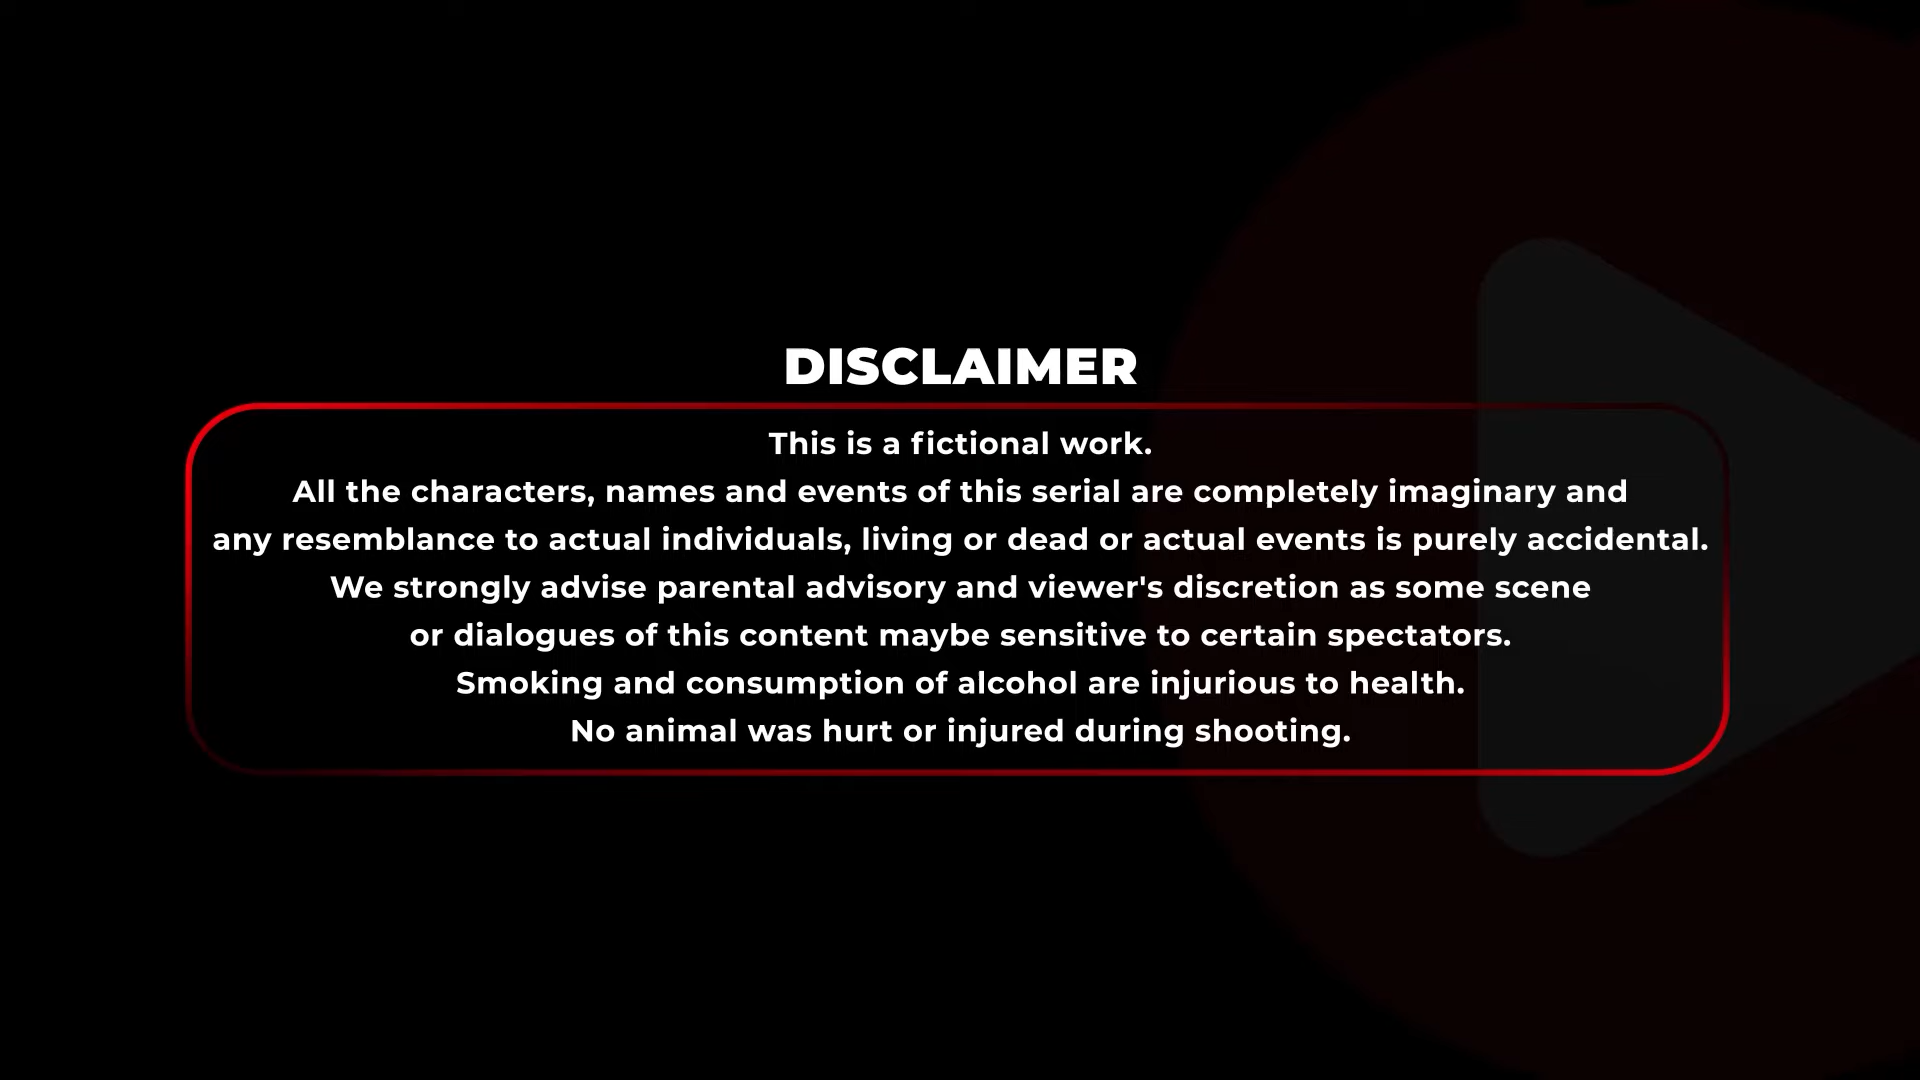 DISCLAIMER
This is a fictional work.
All the characters, names and events of this serial are completely imaginary and
any resemblance to actual individuals, living or dead or actual events is purely accidental.
We strongly advise parental advisory and viewer's discretion as some scene
or dialogues of this content maybe sensitive to certain spectators.
Smoking and consumption of alcohol are injurious to health.
No animal was hurt or injured during shooting.